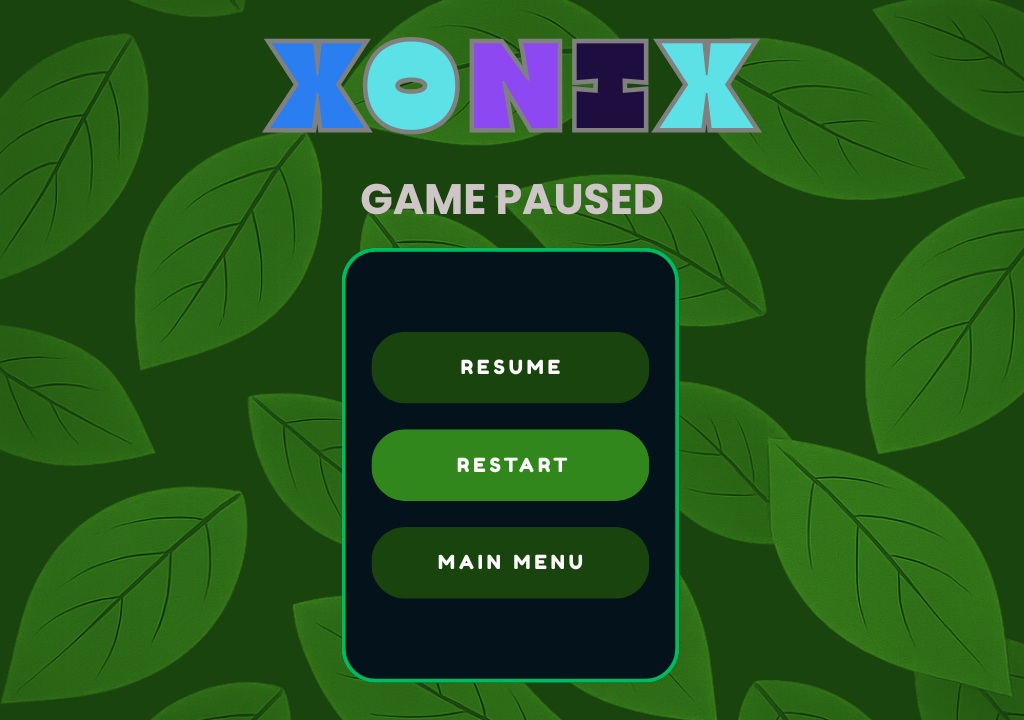 XONIX
GAME PAUSED
RESUME
RESTART
MAIN MENU